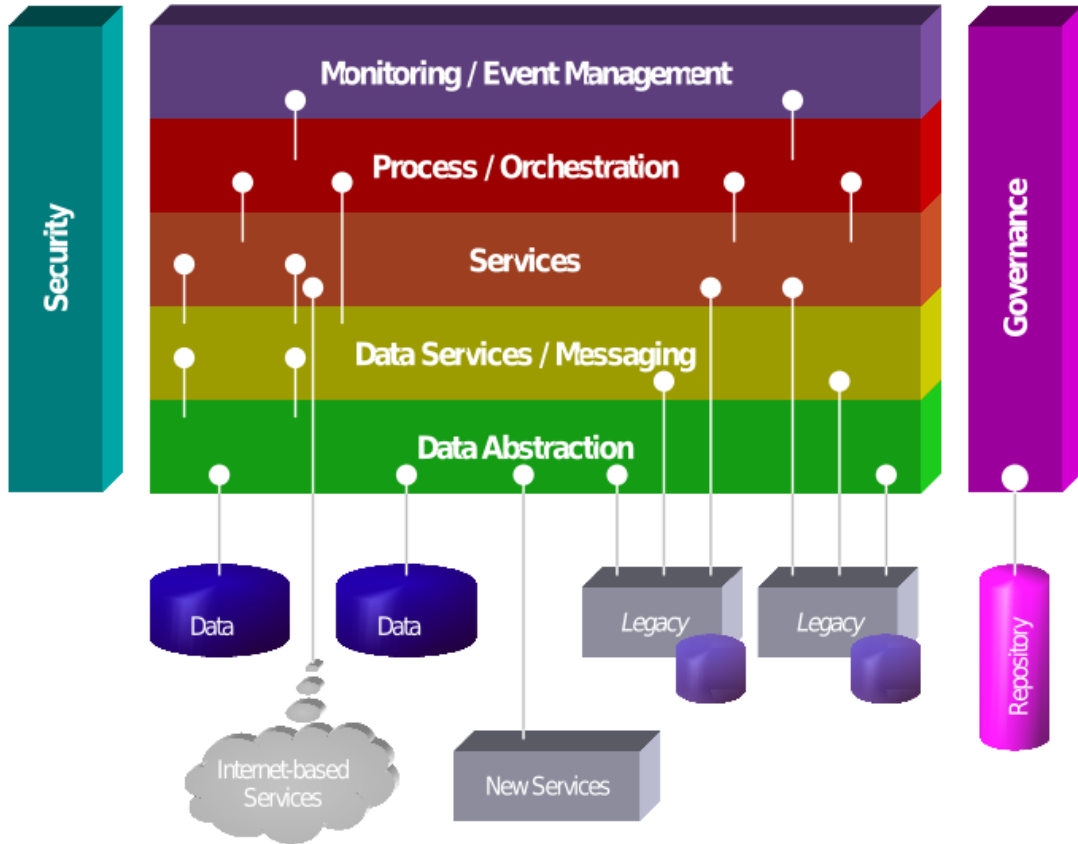 Security
Monitoring / Event Management
Process / Orchestration
Services
Data Services / Messaging
Data Abstraction
Governance
Data
Data
Legacy
Legacy
Repository
Internet-based
Services
New Services